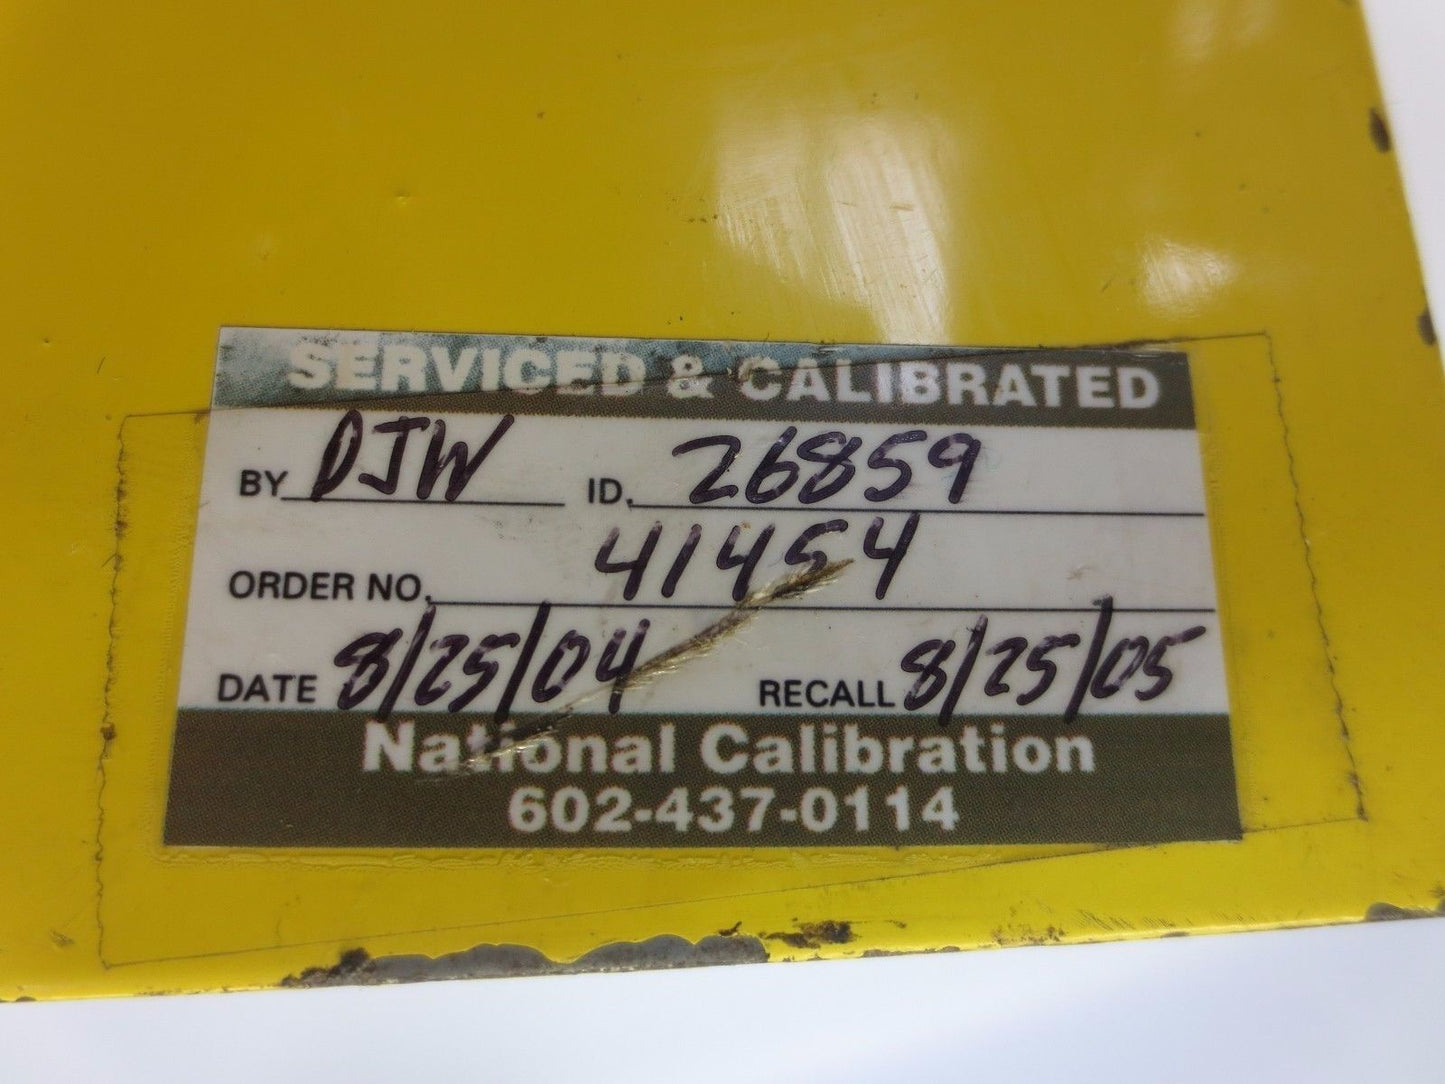 SERVICED & CALIBRATED
BY DJW ID. 26859
ORDER NO. 41454
DATE 8/25/04 RECALL 8/25/05
National Calibration
602-437-0114